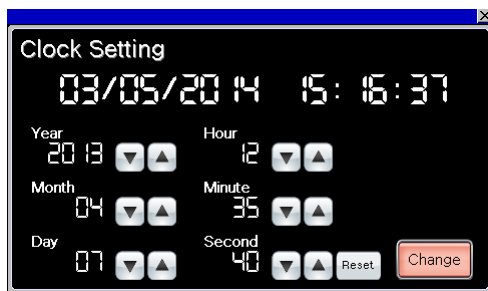 Clock Setting
03/05/2014 15:16:37
Year Hour
2013 12
Month Minute
04 35
Day Second
07 40 Reset Change